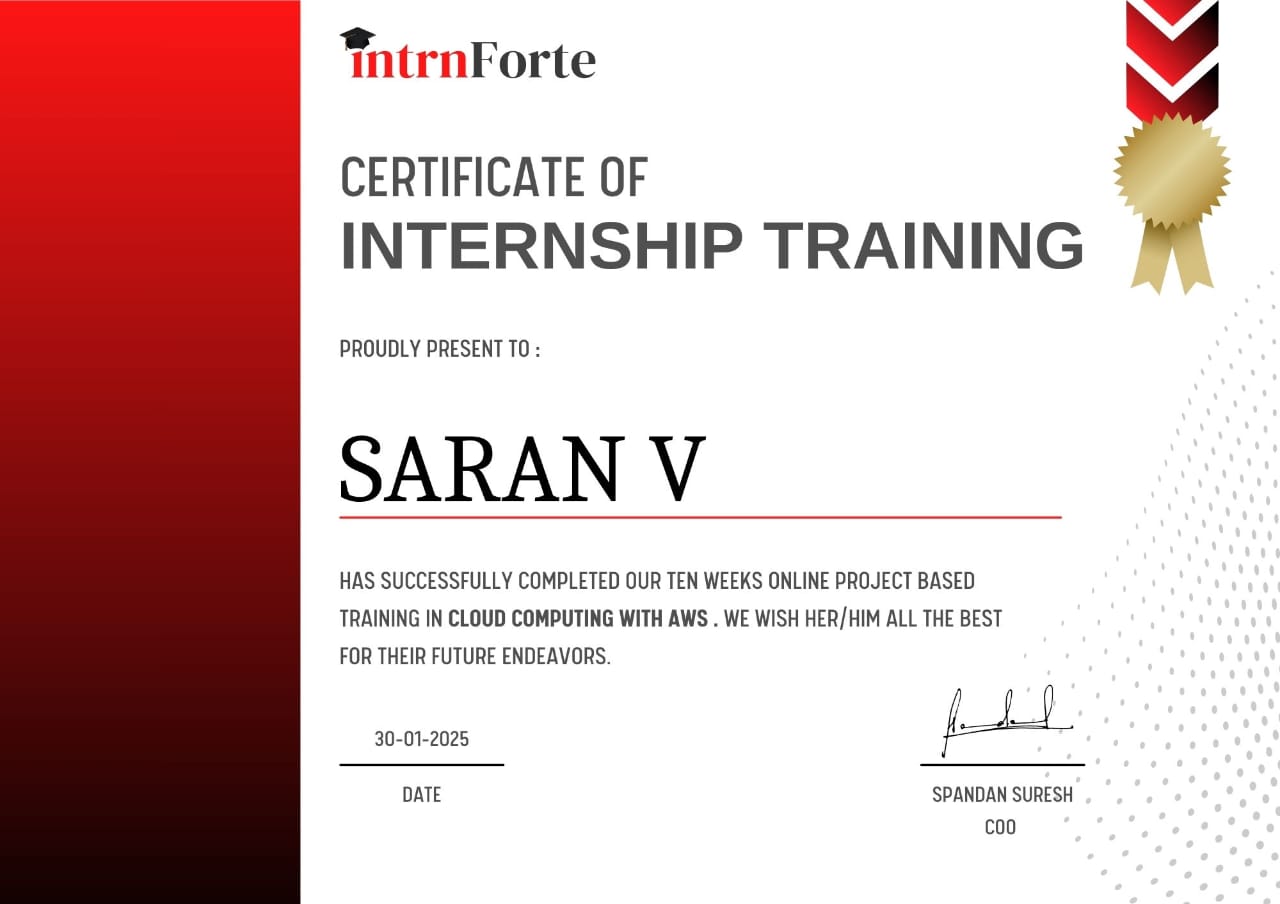 intrnForte
CERTIFICATE OF
INTERNSHIP TRAINING
PROUDLY PRESENT TO :
SARAN V
HAS SUCCESSFULLY COMPLETED OUR TEN WEEKS ONLINE PROJECT BASED
TRAINING IN CLOUD COMPUTING WITH AWS . WE WISH HER/HIM ALL THE BEST
FOR THEIR FUTURE ENDEAVORS.
30-01-2025
DATE
SPANDAN SURESH
COO